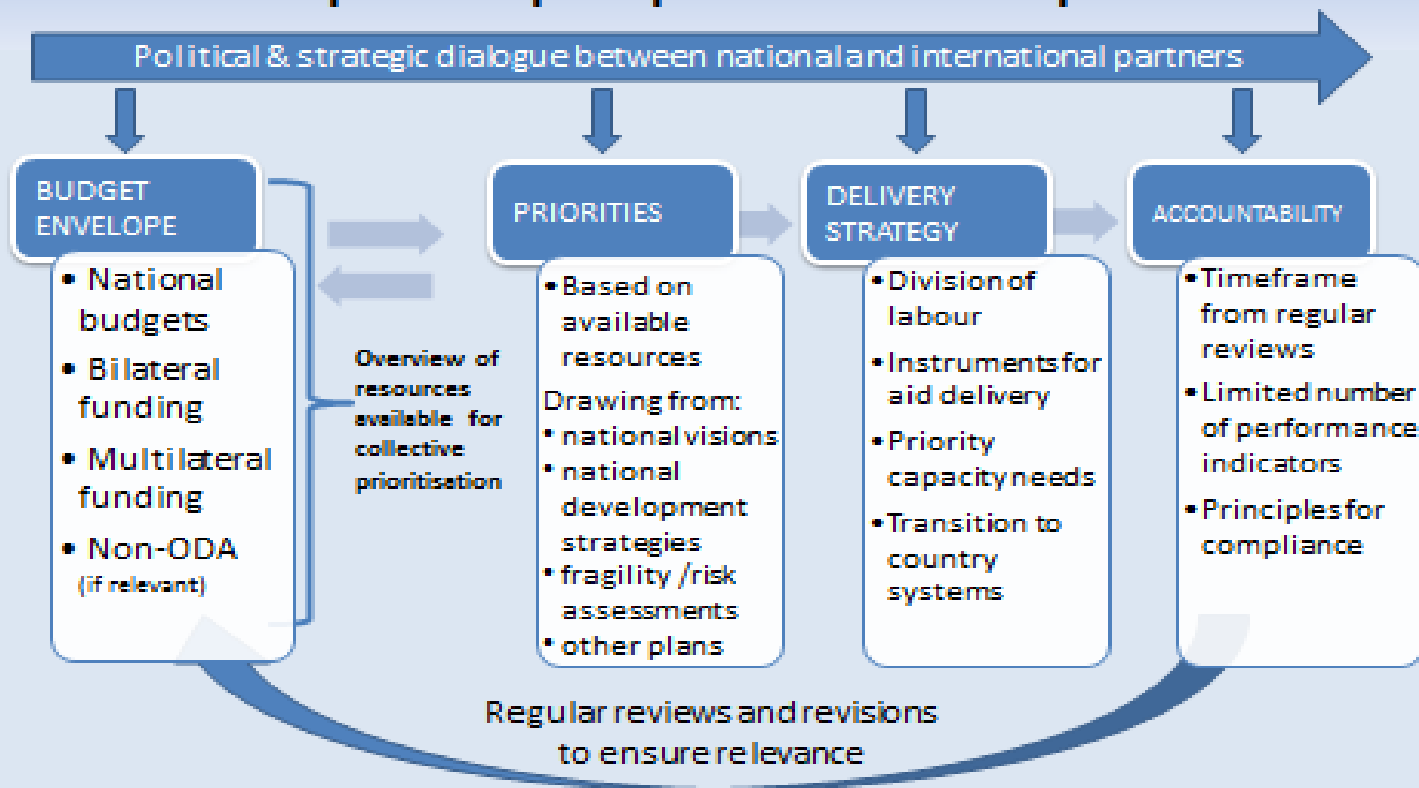 Political & strategic dialogue between national and international partners
BUDGET
ENVELOPE
• National
budgets
• Bilateral
funding
• Multilateral
funding
• Non-ODA
(if relevant)
Overview of
resources
available for
collective
prioritisation
PRIORITIES
• Based on
available
resources
Drawing from:
• national visions
• national
development
strategies
• fragility /risk
assessments
• other plans
DELIVERY
STRATEGY
• Division of
labour
• Instruments for
aid delivery
• Priority
capacity needs
• Transition to
country
systems
ACCOUNTABILITY
• Timeframe
from regular
reviews
• Limited number
of performance
indicators
• Principles for
compliance
Regular reviews and revisions
to ensure relevance